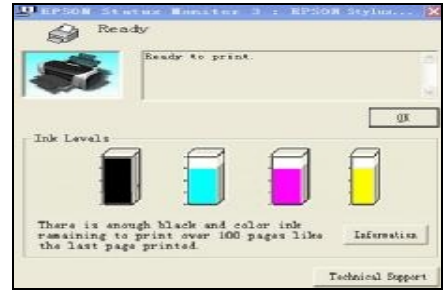 EPSON Status Monitor 3 : EPSON Stylus...
Ready
Ready to print.
OK
Ink Levels
There is enough black and color ink
remaining to print over 100 pages like
the last page printed.
Information
Technical Support